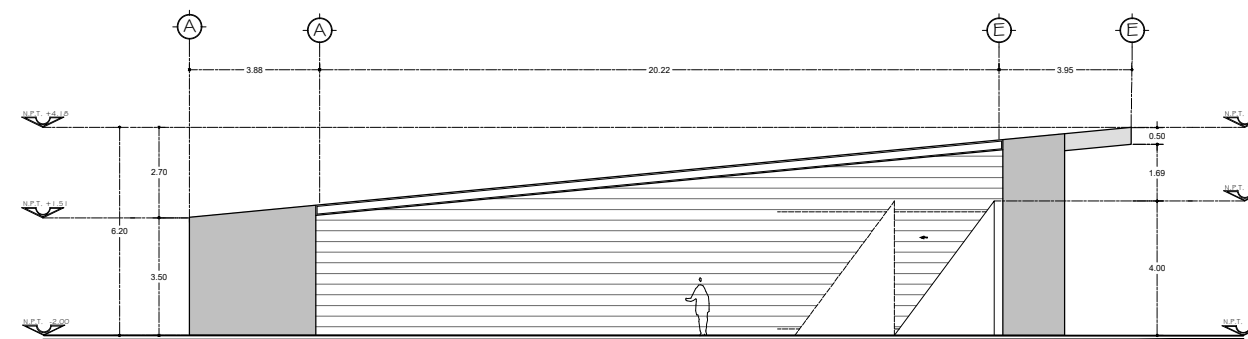 A A E E
3.88 20.22 3.95
N.P.T. +4.18 N.P.T.
0.50
2.70 1.69
N.P.T. +1.51 N.P.T.
6.20
3.50 4.00
N.P.T. -2.00 N.P.T.